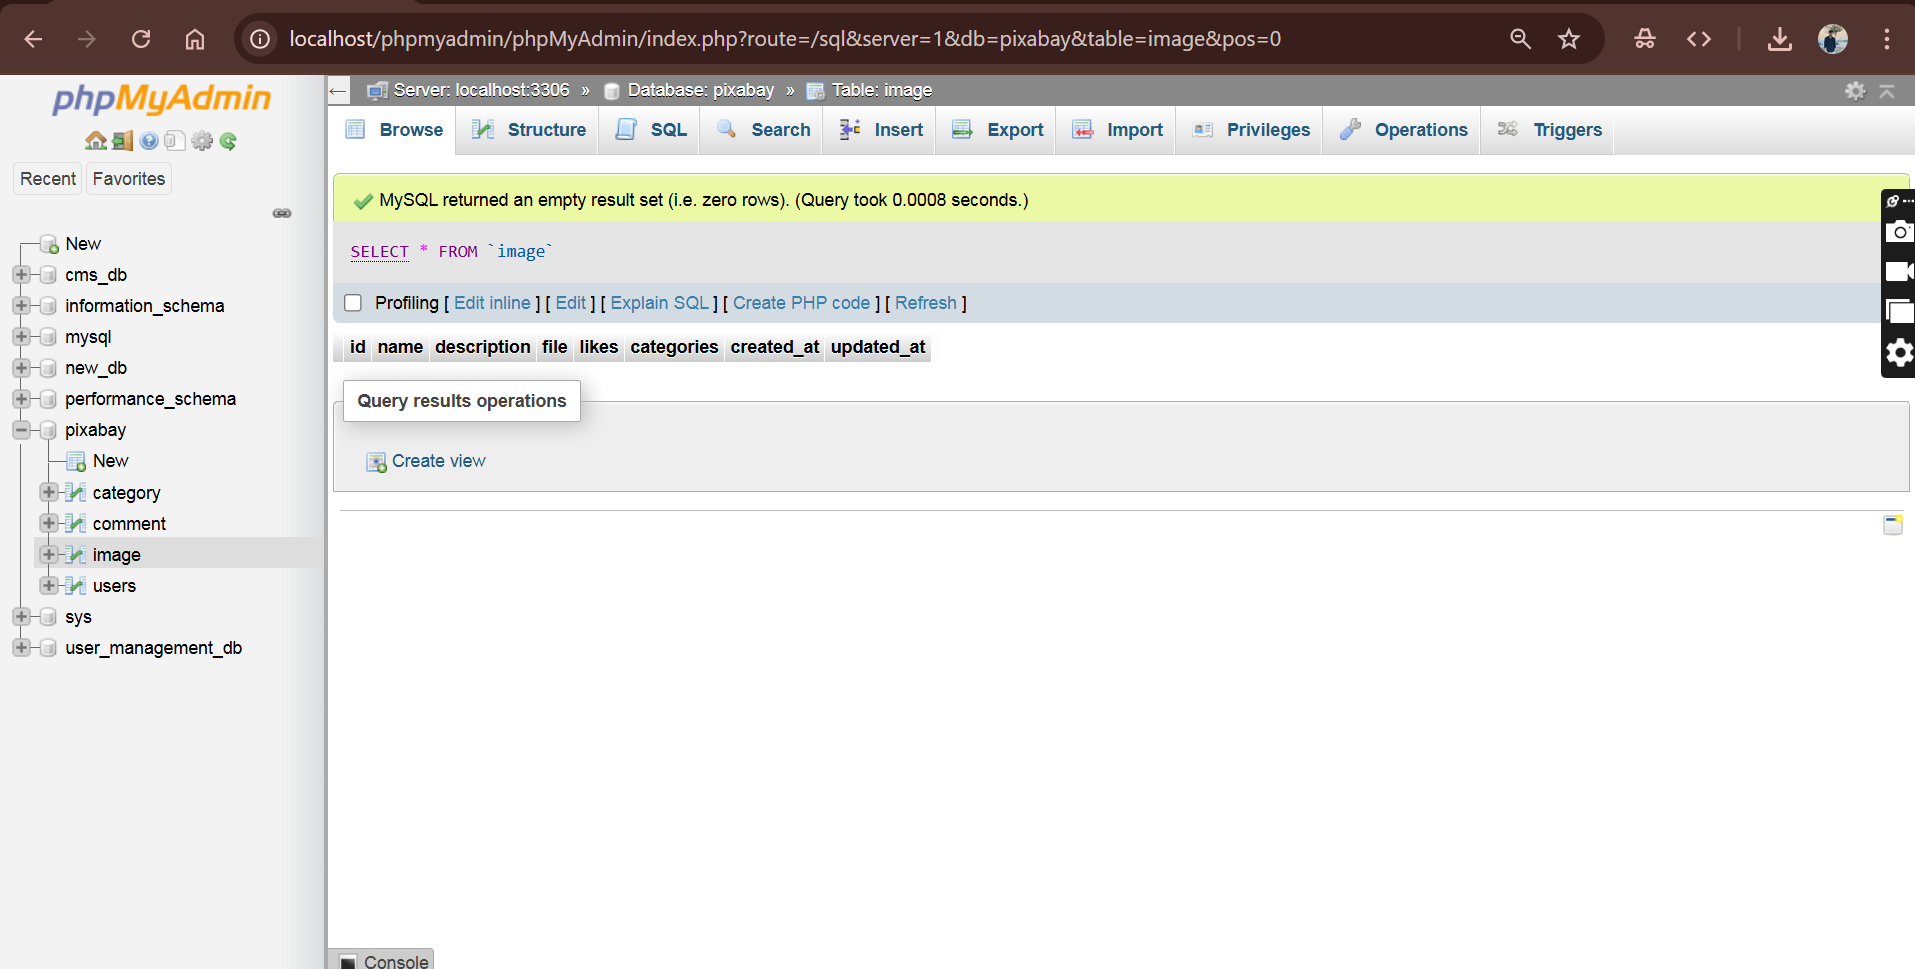 localhost/phpmyadmin/phpMyAdmin/index.php?route=/sql&server=1&db=pixabay&table=image&pos=0
phpMyAdmin
Recent Favorites
New
cms_db
information_schema
mysql
new_db
performance_schema
pixabay
New
category
comment
image
users
sys
user_management_db
Server: localhost:3306 » Database: pixabay » Table: image
Browse Structure SQL Search Insert Export Import Privileges Operations Triggers
MySQL returned an empty result set (i.e. zero rows). (Query took 0.0008 seconds.)
SELECT * FROM `image`
Profiling [ Edit inline ] [ Edit ] [ Explain SQL ] [ Create PHP code ] [ Refresh ]
id name description file likes categories created_at updated_at
Query results operations
Create view
Console